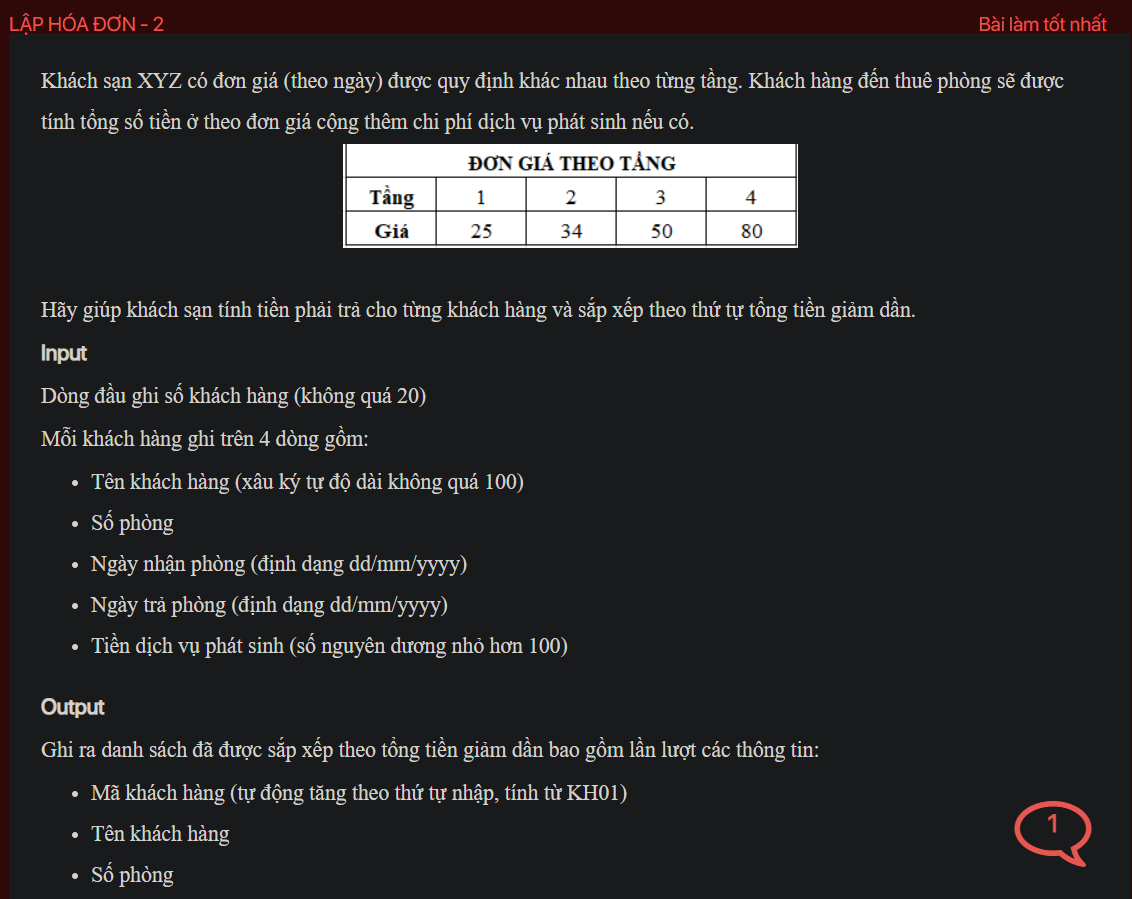 LẬP HÓA ĐƠN - 2
Bài làm tốt nhất
Khách sạn XYZ có đơn giá (theo ngày) được quy định khác nhau theo từng tầng. Khách hàng đến thuê phòng sẽ được
tính tổng số tiền ở theo đơn giá cộng thêm chi phí dịch vụ phát sinh nếu có.
ĐƠN GIÁ THEO TẦNG
Tầng 1 2 3 4
Giá 25 34 50 80
Hãy giúp khách sạn tính tiền phải trả cho từng khách hàng và sắp xếp theo thứ tự tổng tiền giảm dần.
Input
Dòng đầu ghi số khách hàng (không quá 20)
Mỗi khách hàng ghi trên 4 dòng gồm:
• Tên khách hàng (xâu ký tự độ dài không quá 100)
• Số phòng
• Ngày nhận phòng (định dạng dd/mm/yyyy)
• Ngày trả phòng (định dạng dd/mm/yyyy)
• Tiền dịch vụ phát sinh (số nguyên dương nhỏ hơn 100)
Output
Ghi ra danh sách đã được sắp xếp theo tổng tiền giảm dần bao gồm lần lượt các thông tin:
• Mã khách hàng (tự động tăng theo thứ tự nhập, tính từ KH01)
• Tên khách hàng
• Số phòng
1